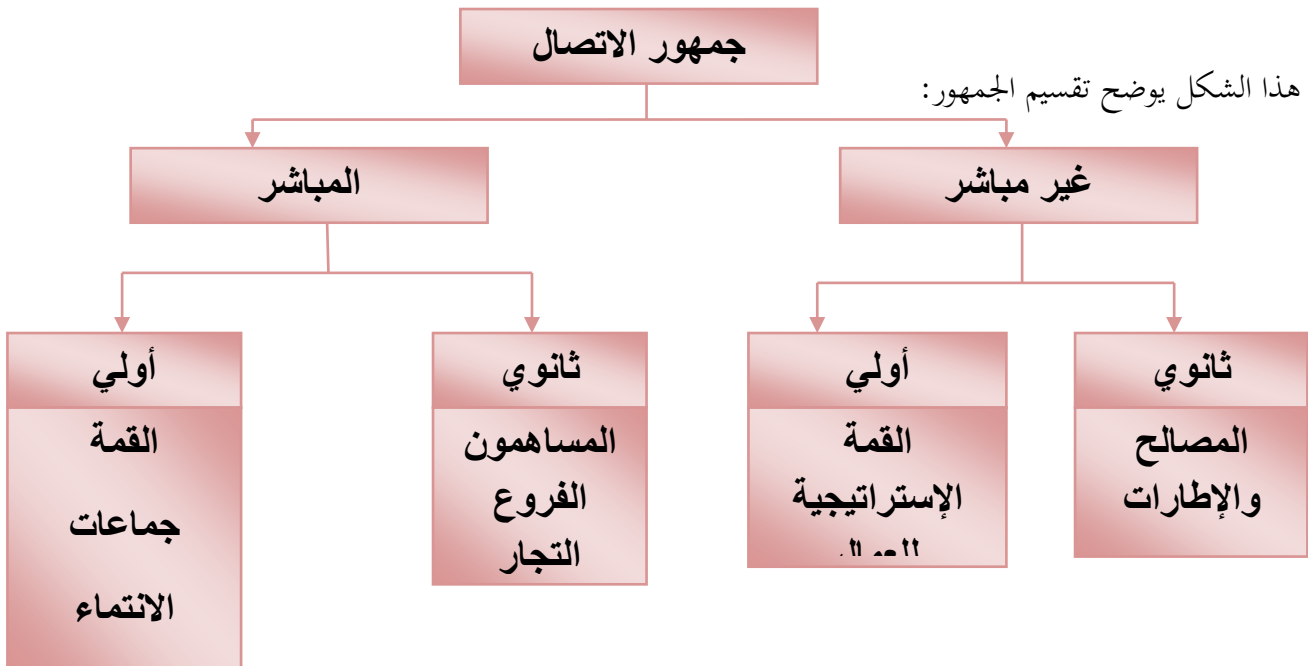 جمهور الاتصال
هذا الشكل يوضح تقسيم الجمهور:
غير مباشر
المباشر
ثانوي
المصالح
والإطارات
أولي
القمة
الإستراتيجية
ثانوي
المساهمون
الفروع
التجار
أولي
القمة
جماعات
الانتماء